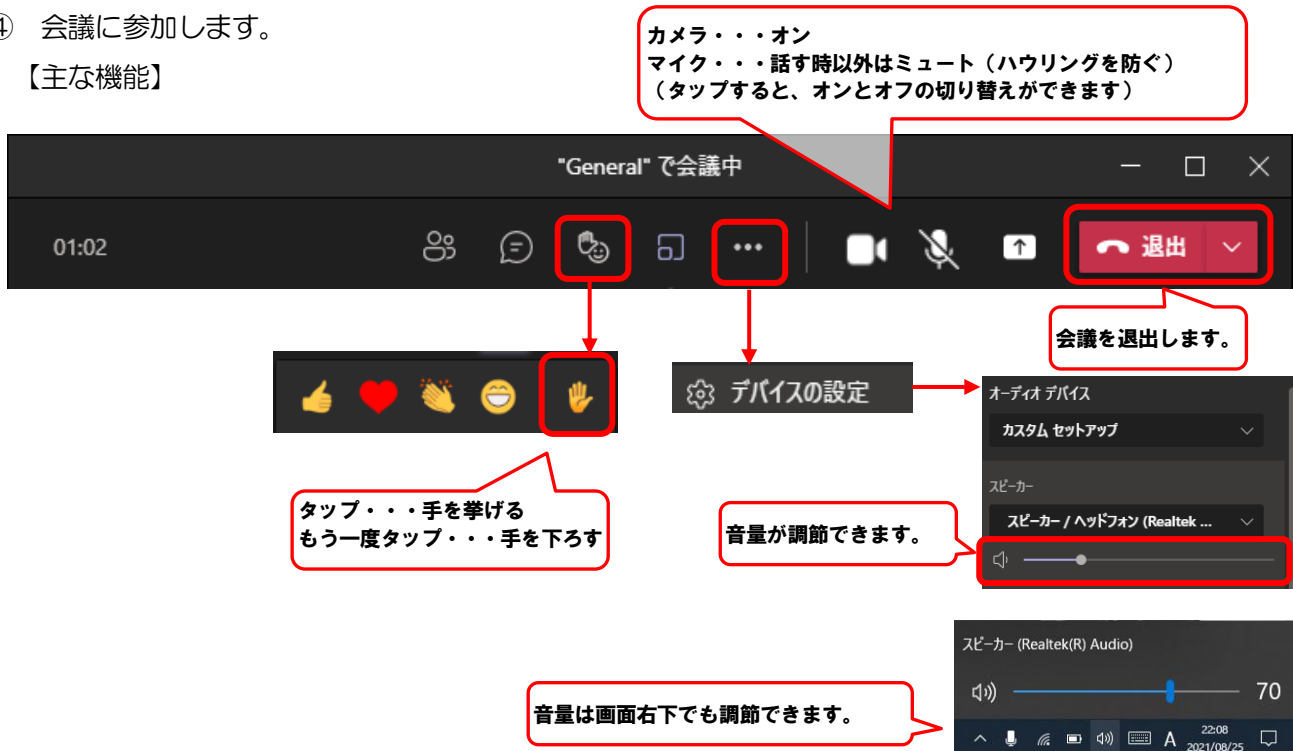 ④ 会議に参加します。
【主な機能】
カメラ・・・オン
マイク・・・話す時以外はミュート（ハウリングを防ぐ）
（タップすると、オンとオフの切り替えができます）
"General" で会議中
01:02
退出
会議を退出します。
デバイスの設定
オーディオ デバイス
カスタム セットアップ
スピーカー
スピーカー / ヘッドフォン (Realtek ...
タップ・・・手を挙げる
もう一度タップ・・・手を下ろす
音量が調節できます。
スピーカー (Realtek(R) Audio)
70
音量は画面右下でも調節できます。
A
22:08
2021/08/25